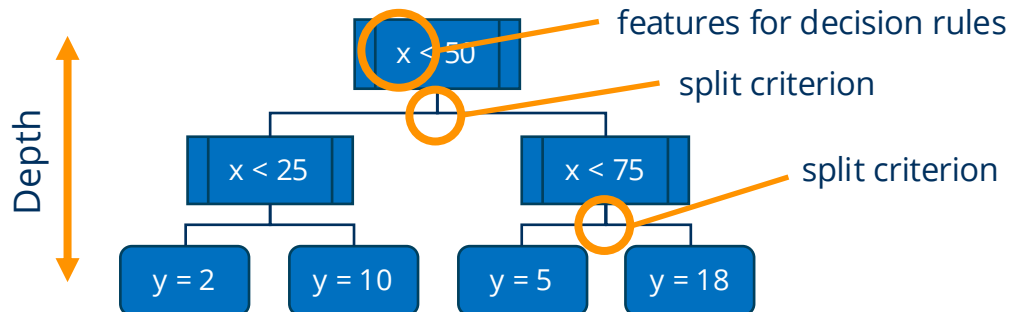 features for decision rules
x < 50
split criterion
Depth
x < 25
x < 75
split criterion
y = 2
y = 10
y = 5
y = 18